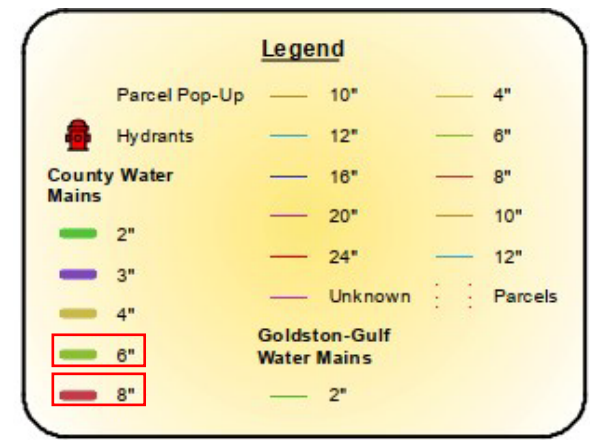 Legend
Parcel Pop-Up
Hydrants
County Water
Mains
2"
3"
4"
6"
8"
10"
12"
16"
20"
24"
Unknown
Goldston-Gulf
Water Mains
2"
4"
6"
8"
10"
12"
Parcels